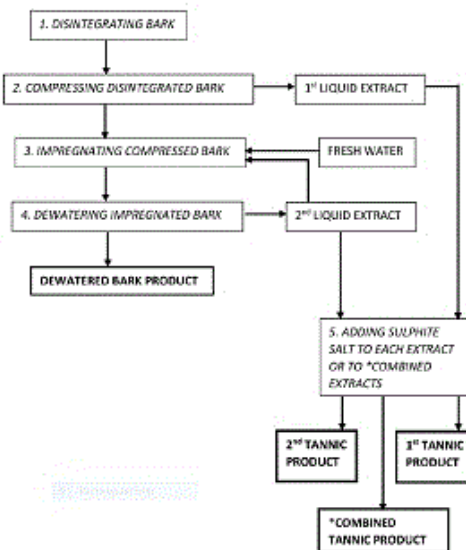 1. DISINTEGRATING BARK
2. COMPRESSING DISINTEGRATED BARK
1st LIQUID EXTRACT
3. IMPREGNATING COMPRESSED BARK
FRESH WATER
4. DEWATERING IMPREGNATED BARK
2nd LIQUID EXTRACT
DEWATERED BARK PRODUCT
5. ADDING SULPHITE
SALT TO EACH EXTRACT
OR TO *COMBINED
EXTRACTS
2nd TANNIC
PRODUCT
1st TANNIC
PRODUCT
*COMBINED
TANNIC PRODUCT